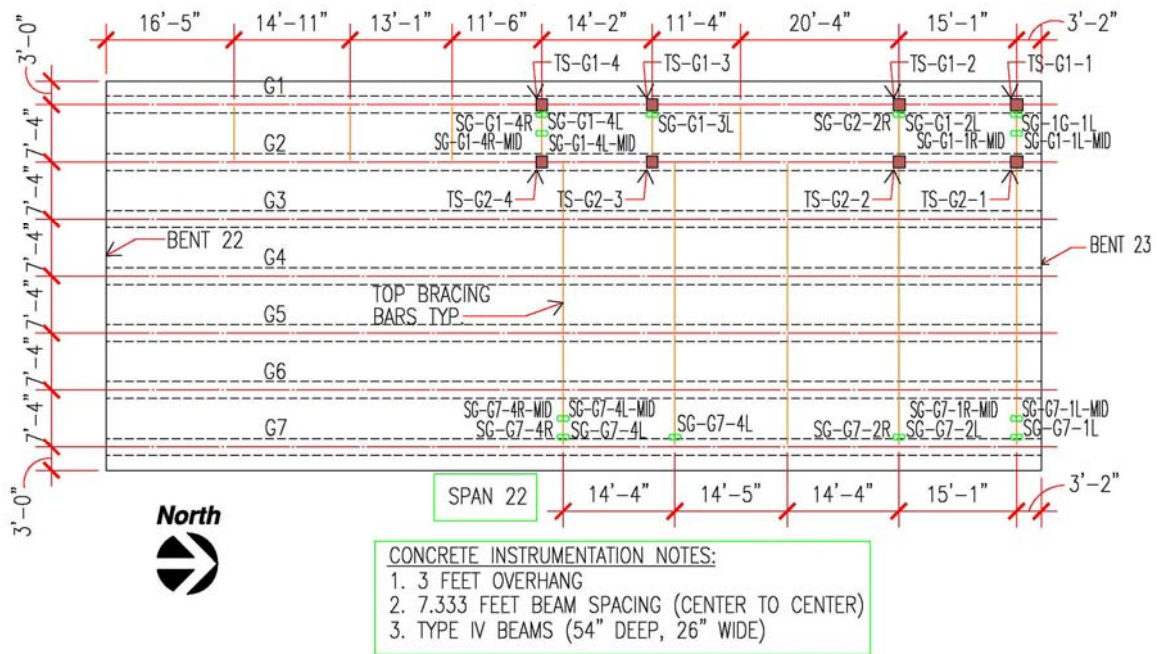 16'-5" 14'-11" 13'-1" 11'-6" 14'-2" 11'-4" 20'-4" 15'-1" 3'-2"
3'-0"
TS-G1-4 TS-G1-3 TS-G1-2 TS-G1-1
G1
SG-G1-4R SG-G1-4L SG-G1-3L SG-G2-2R SG-G1-2L SG-1G-1L
7'-4"
SG-G1-4R-MID SG-G1-4L-MID SG-G1-1R-MID SG-G1-1L-MID
G2
TS-G2-4 TS-G2-3 TS-G2-2 TS-G2-1
7'-4"
G3
BENT 22
BENT 23
7'-4"
G4
TOP BRACING
BARS TYP.
7'-4"
G5
7'-4"
G6
SG-G7-4R-MID SG-G7-4L-MID SG-G7-1R-MID SG-G7-1L-MID
7'-4"
G7
SG-G7-4R SG-G7-4L SG-G7-4L SG-G7-2R SG-G7-2L SG-G7-1L
3'-0"
SPAN 22
14'-4" 14'-5" 14'-4" 15'-1" 3'-2"
North
CONCRETE INSTRUMENTATION NOTES:
1. 3 FEET OVERHANG
2. 7.333 FEET BEAM SPACING (CENTER TO CENTER)
3. TYPE IV BEAMS (54" DEEP, 26" WIDE)